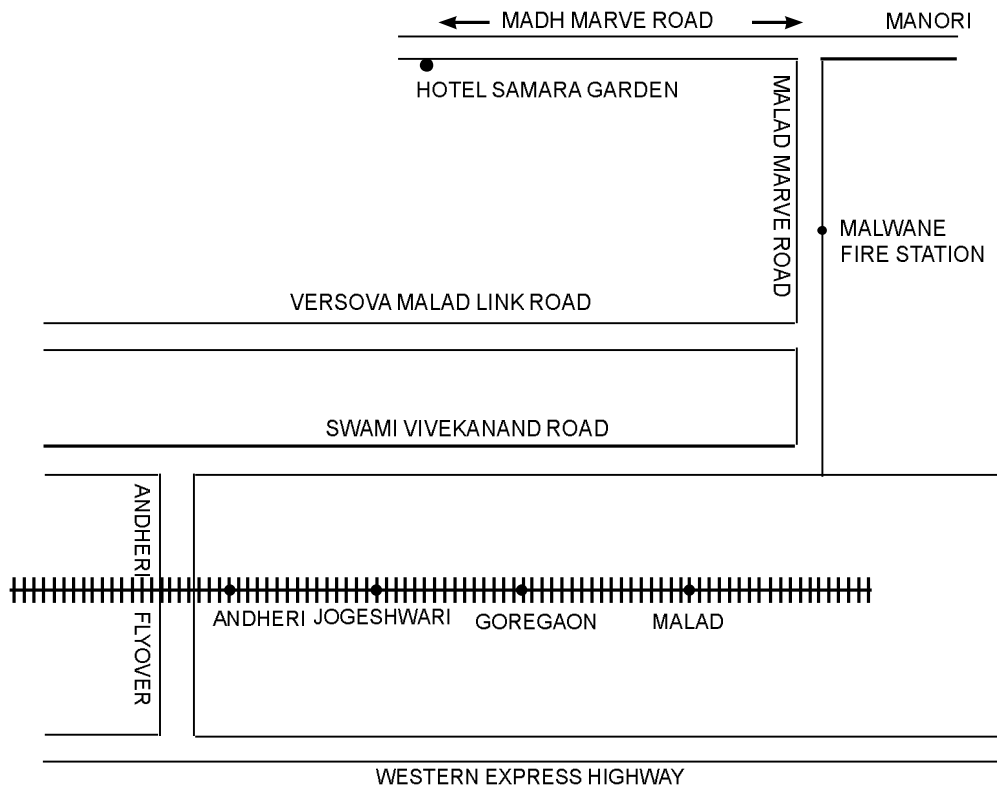 MADH MARVE ROAD
MANORI
HOTEL SAMARA GARDEN
MALAD MARVE ROAD
MALWANE
FIRE STATION
VERSOVA MALAD LINK ROAD
SWAMI VIVEKANAND ROAD
ANDHERI FLYOVER
ANDHERI
JOGESHWARI
GOREGAON
MALAD
WESTERN EXPRESS HIGHWAY